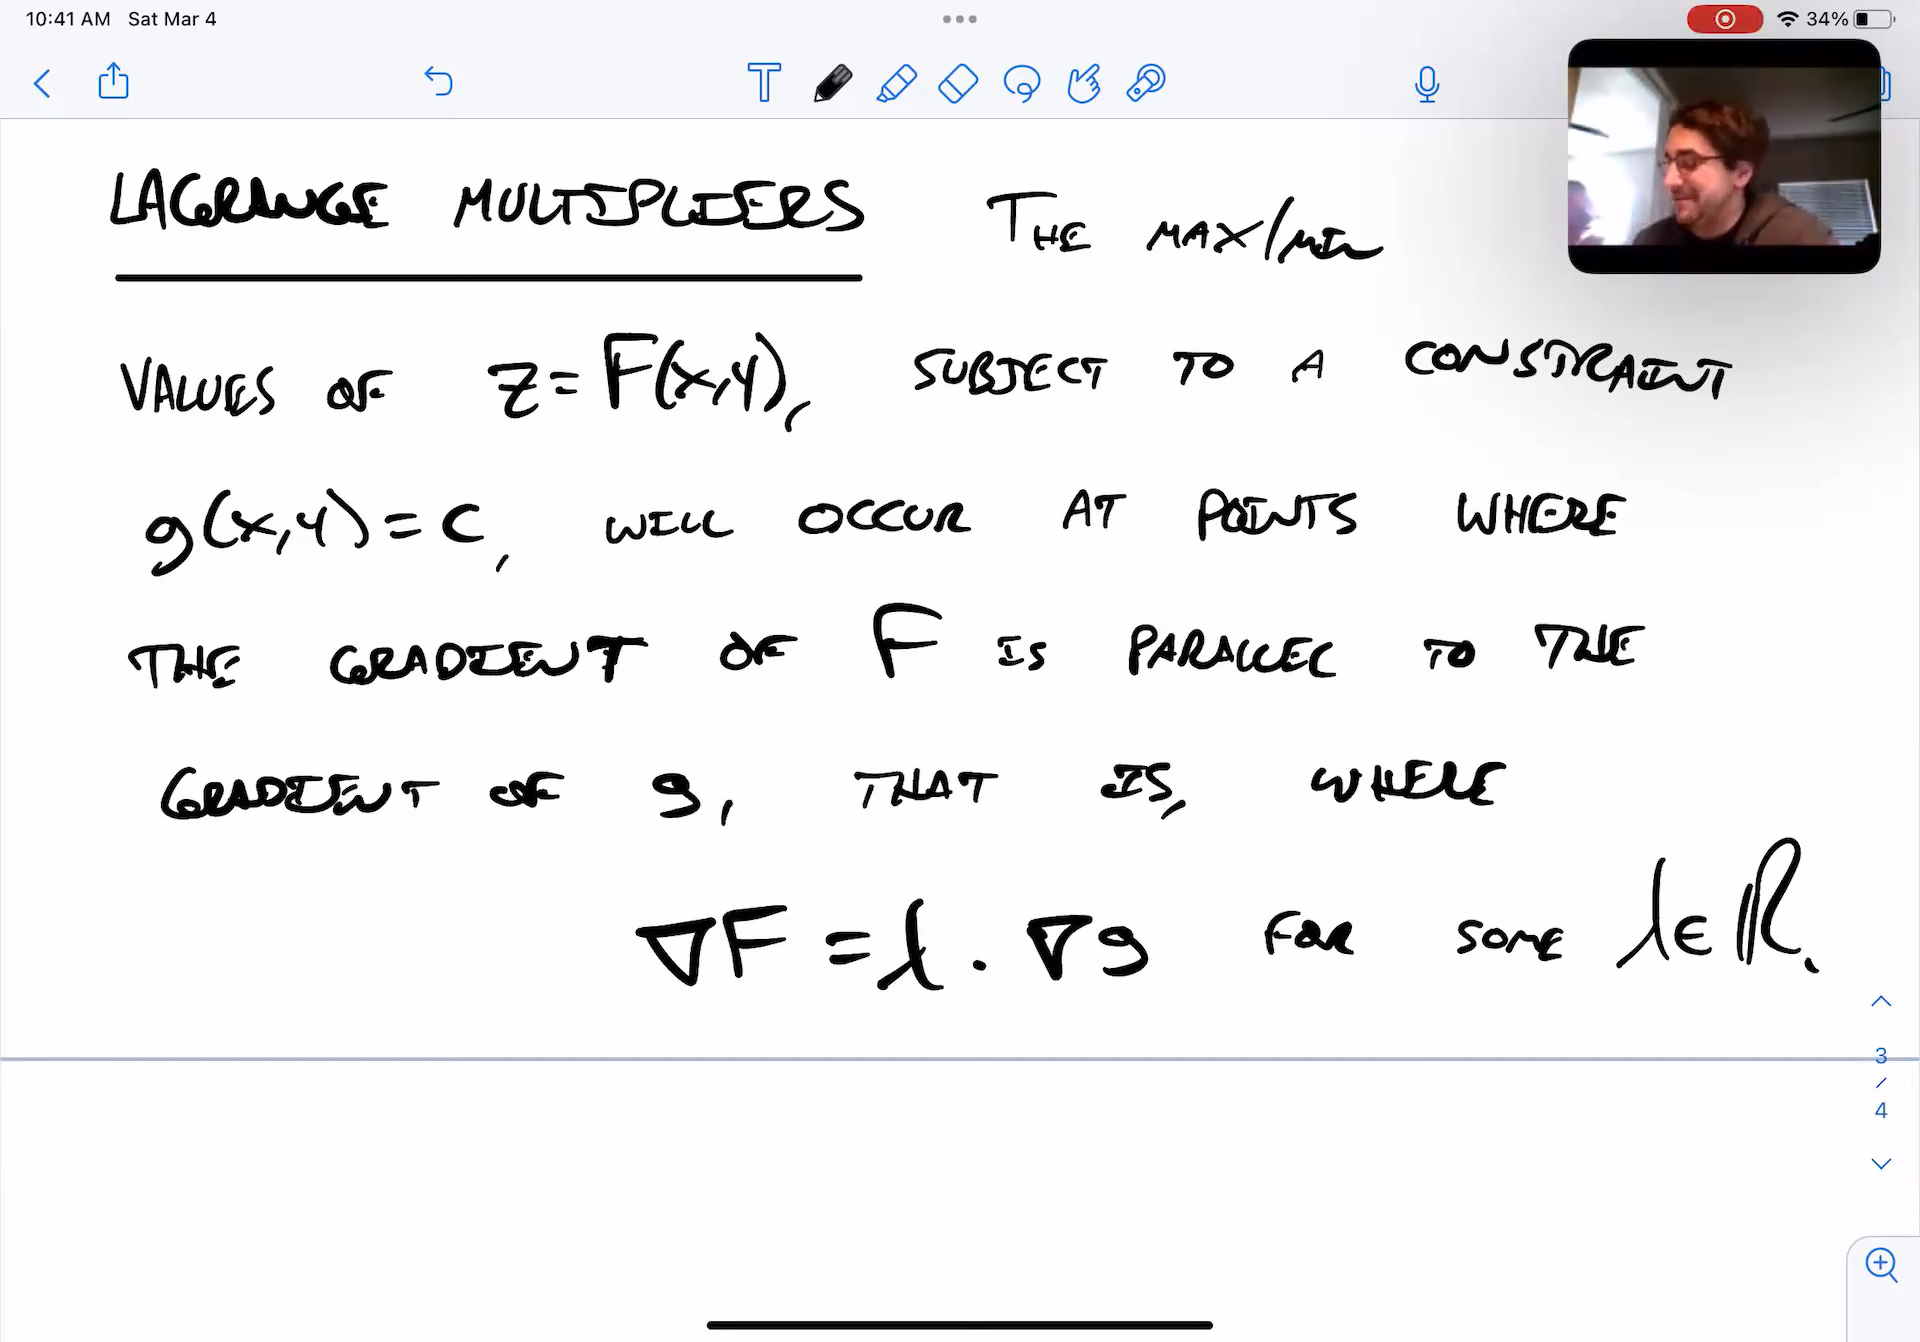 10:41 AM Sat Mar 4
34%
LAGRANGE MULTIPLIERS THE MAX/MIN
VALUES OF z=F(x,y), SUBJECT TO A CONSTRAINT
g(x,y)=C, WILL OCCUR AT POINTS WHERE
THE GRADIENT OF F IS PARALLEL TO THE
GRADIENT OF g, THAT IS, WHERE
∇F = λ · ∇g FOR SOME λ∈ℝ.
3
/
4